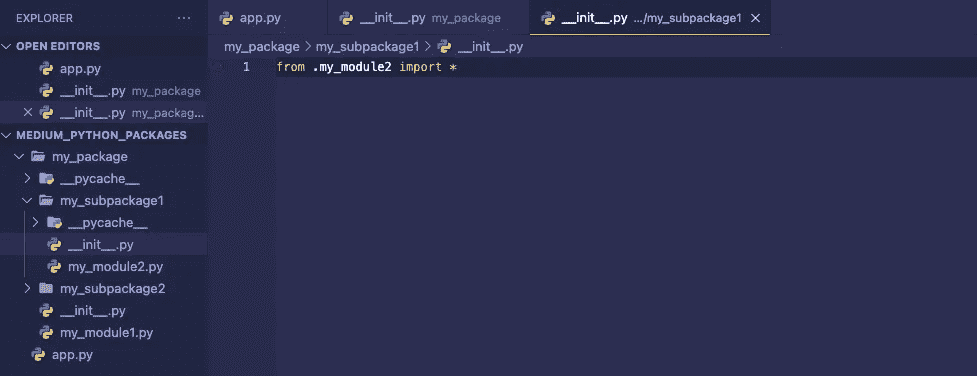 EXPLORER ···
OPEN EDITORS
app.py
__init__.py my_package
__init__.py my_packag...
MEDIUM_PYTHON_PACKAGES
my_package
__pycache__
my_subpackage1
__pycache__
__init__.py
my_module2.py
my_subpackage2
__init__.py
my_module1.py
app.py
app.py __init__.py my_package __init__.py .../my_subpackage1
my_package > my_subpackage1 > __init__.py
1 from .my_module2 import *